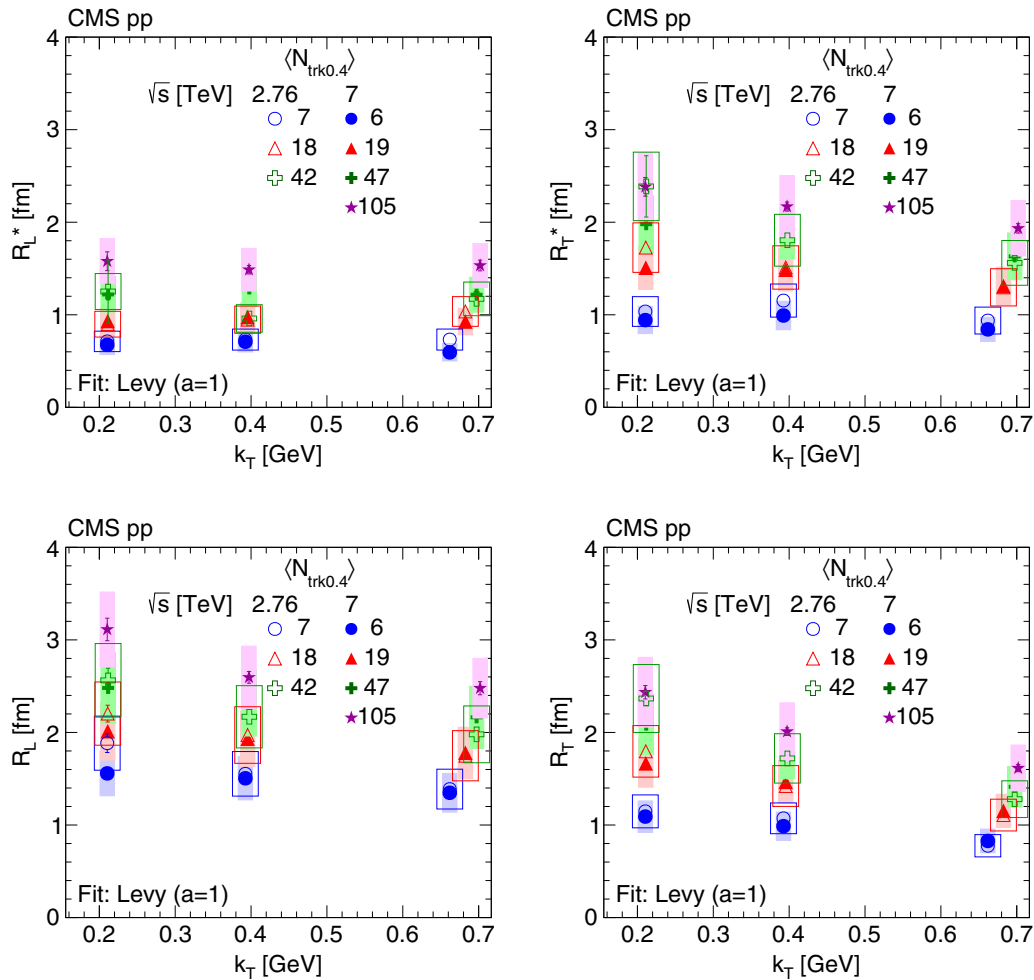 CMS pp
4
3
2
1
0
R_L* [fm]
⟨N_trk0.4⟩
√s [TeV] 2.76 7
7 6
18 19
42 47
105
Fit: Levy (a=1)
0.2 0.3 0.4 0.5 0.6 0.7
k_T [GeV]
CMS pp
4
3
2
1
0
R_T* [fm]
⟨N_trk0.4⟩
√s [TeV] 2.76 7
7 6
18 19
42 47
105
Fit: Levy (a=1)
0.2 0.3 0.4 0.5 0.6 0.7
k_T [GeV]
CMS pp
4
3
2
1
0
R_L [fm]
⟨N_trk0.4⟩
√s [TeV] 2.76 7
7 6
18 19
42 47
105
Fit: Levy (a=1)
0.2 0.3 0.4 0.5 0.6 0.7
k_T [GeV]
CMS pp
4
3
2
1
0
R_T [fm]
⟨N_trk0.4⟩
√s [TeV] 2.76 7
7 6
18 19
42 47
105
Fit: Levy (a=1)
0.2 0.3 0.4 0.5 0.6 0.7
k_T [GeV]